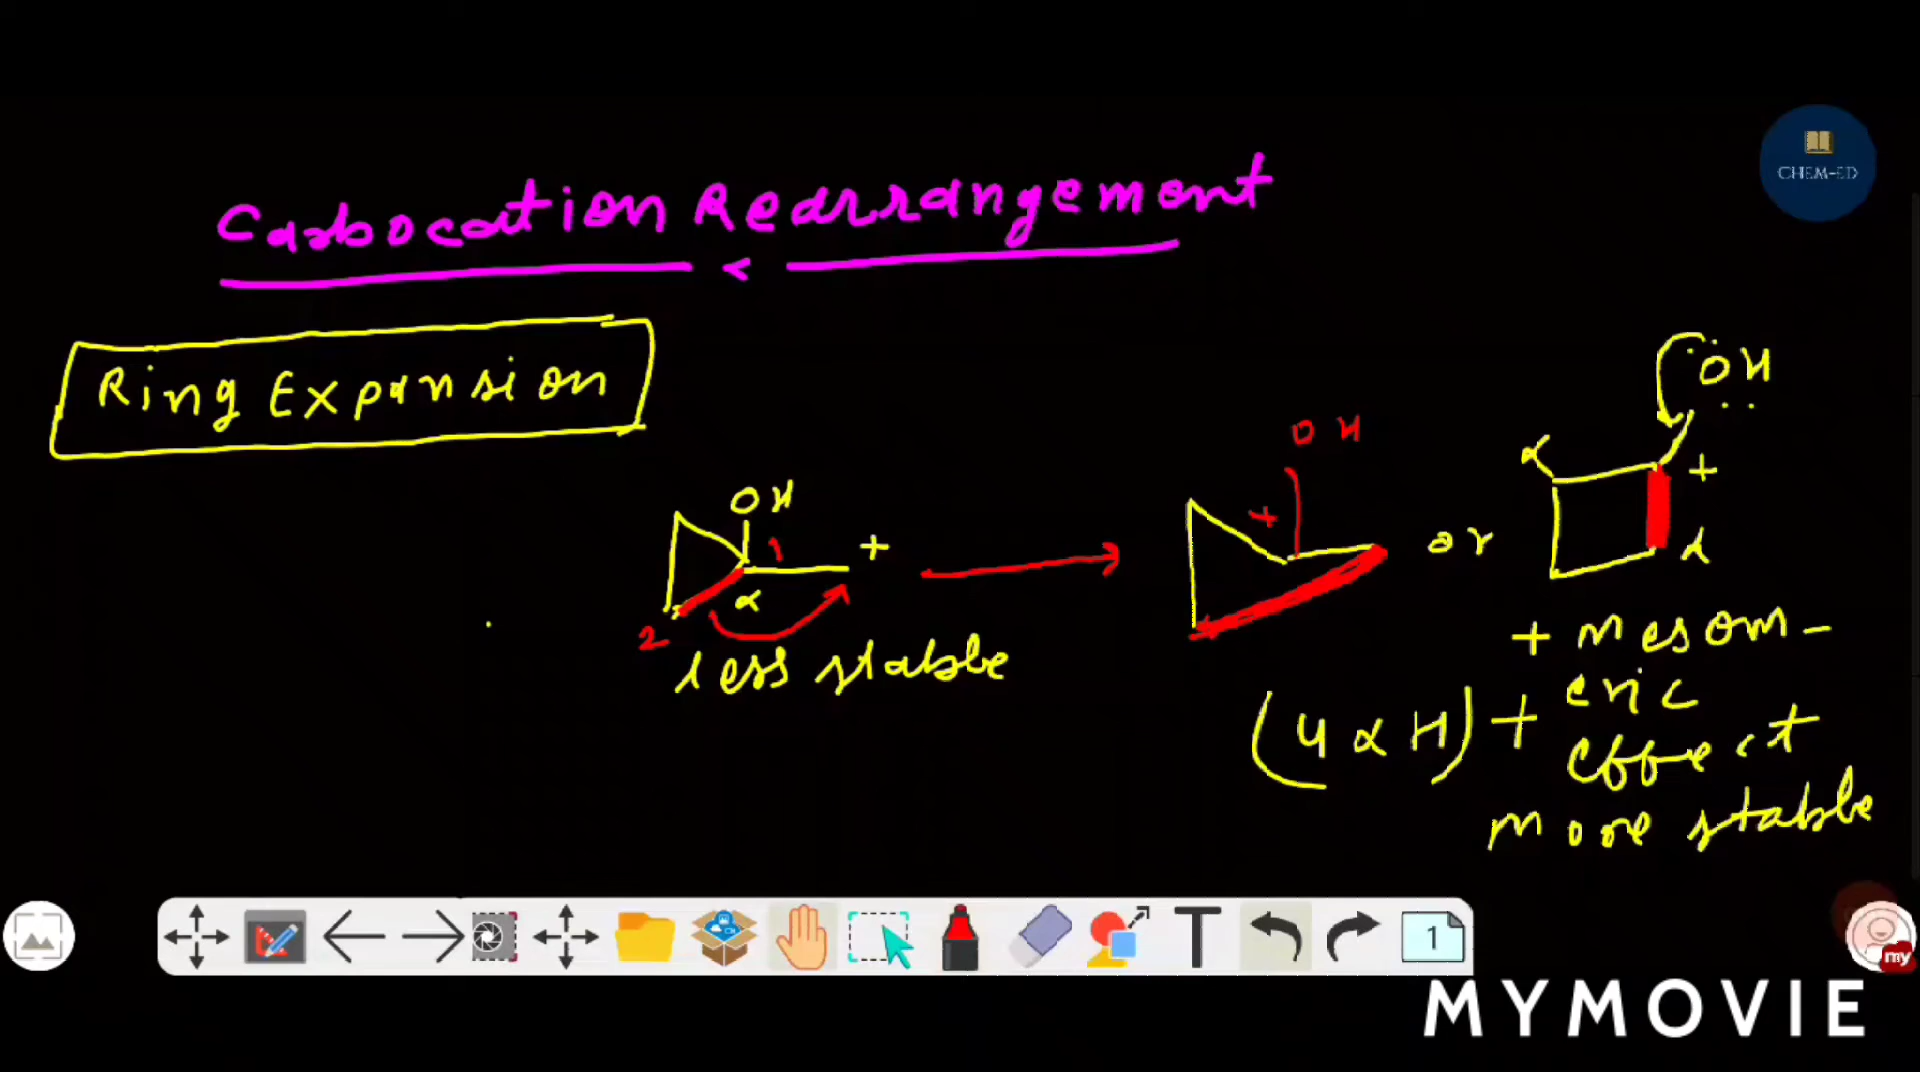 Carbocation Rearrangement
CHEM-ED
Ring Expansion
OH
1
+
α
2
less stable
OH
+
or
OH
α
+
α
+ mesom-
eric
effect
(4 α H) +
more stable
T
1
my
MYMOVIE